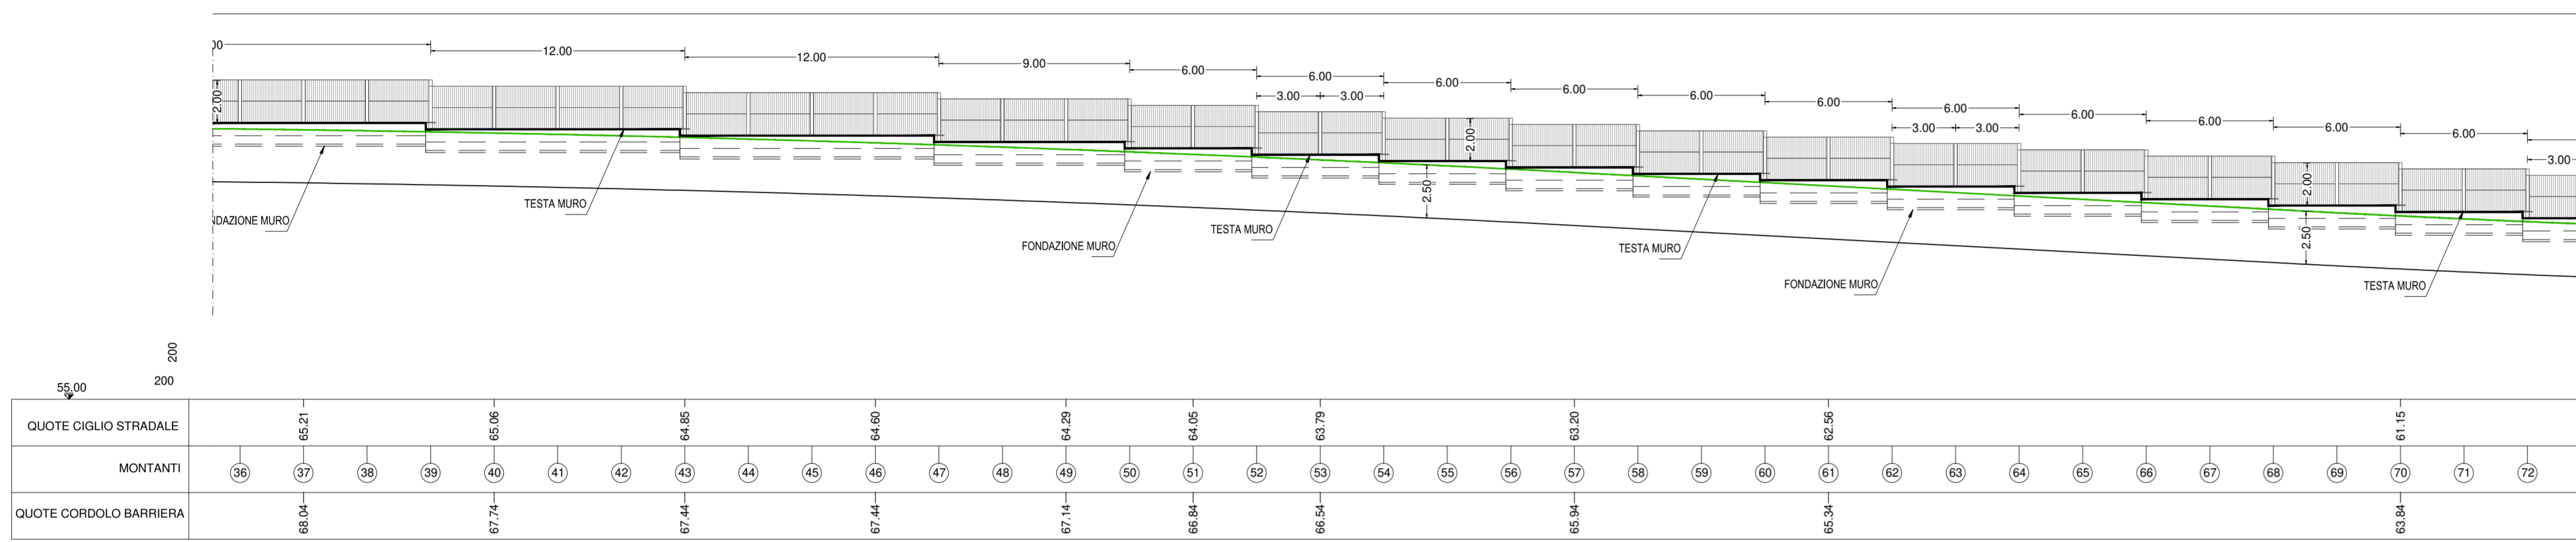 00
12.00
12.00
9.00
6.00
6.00
6.00
6.00
6.00
6.00
6.00
6.00
6.00
6.00
6.00
3.00 3.00
3.00 3.00
3.00
2.00
2.00
2.00
2.50
2.50
NDAZIONE MURO
TESTA MURO
FONDAZIONE MURO
TESTA MURO
TESTA MURO
FONDAZIONE MURO
TESTA MURO
200
200
55.00
QUOTE CIGLIO STRADALE 65.21 65.06 64.85 64.60 64.29 64.05 63.79 63.20 62.56 61.15
MONTANTI 36 37 38 39 40 41 42 43 44 45 46 47 48 49 50 51 52 53 54 55 56 57 58 59 60 61 62 63 64 65 66 67 68 69 70 71 72
QUOTE CORDOLO BARRIERA 68.04 67.74 67.44 67.44 67.14 66.84 66.54 65.94 65.34 63.84